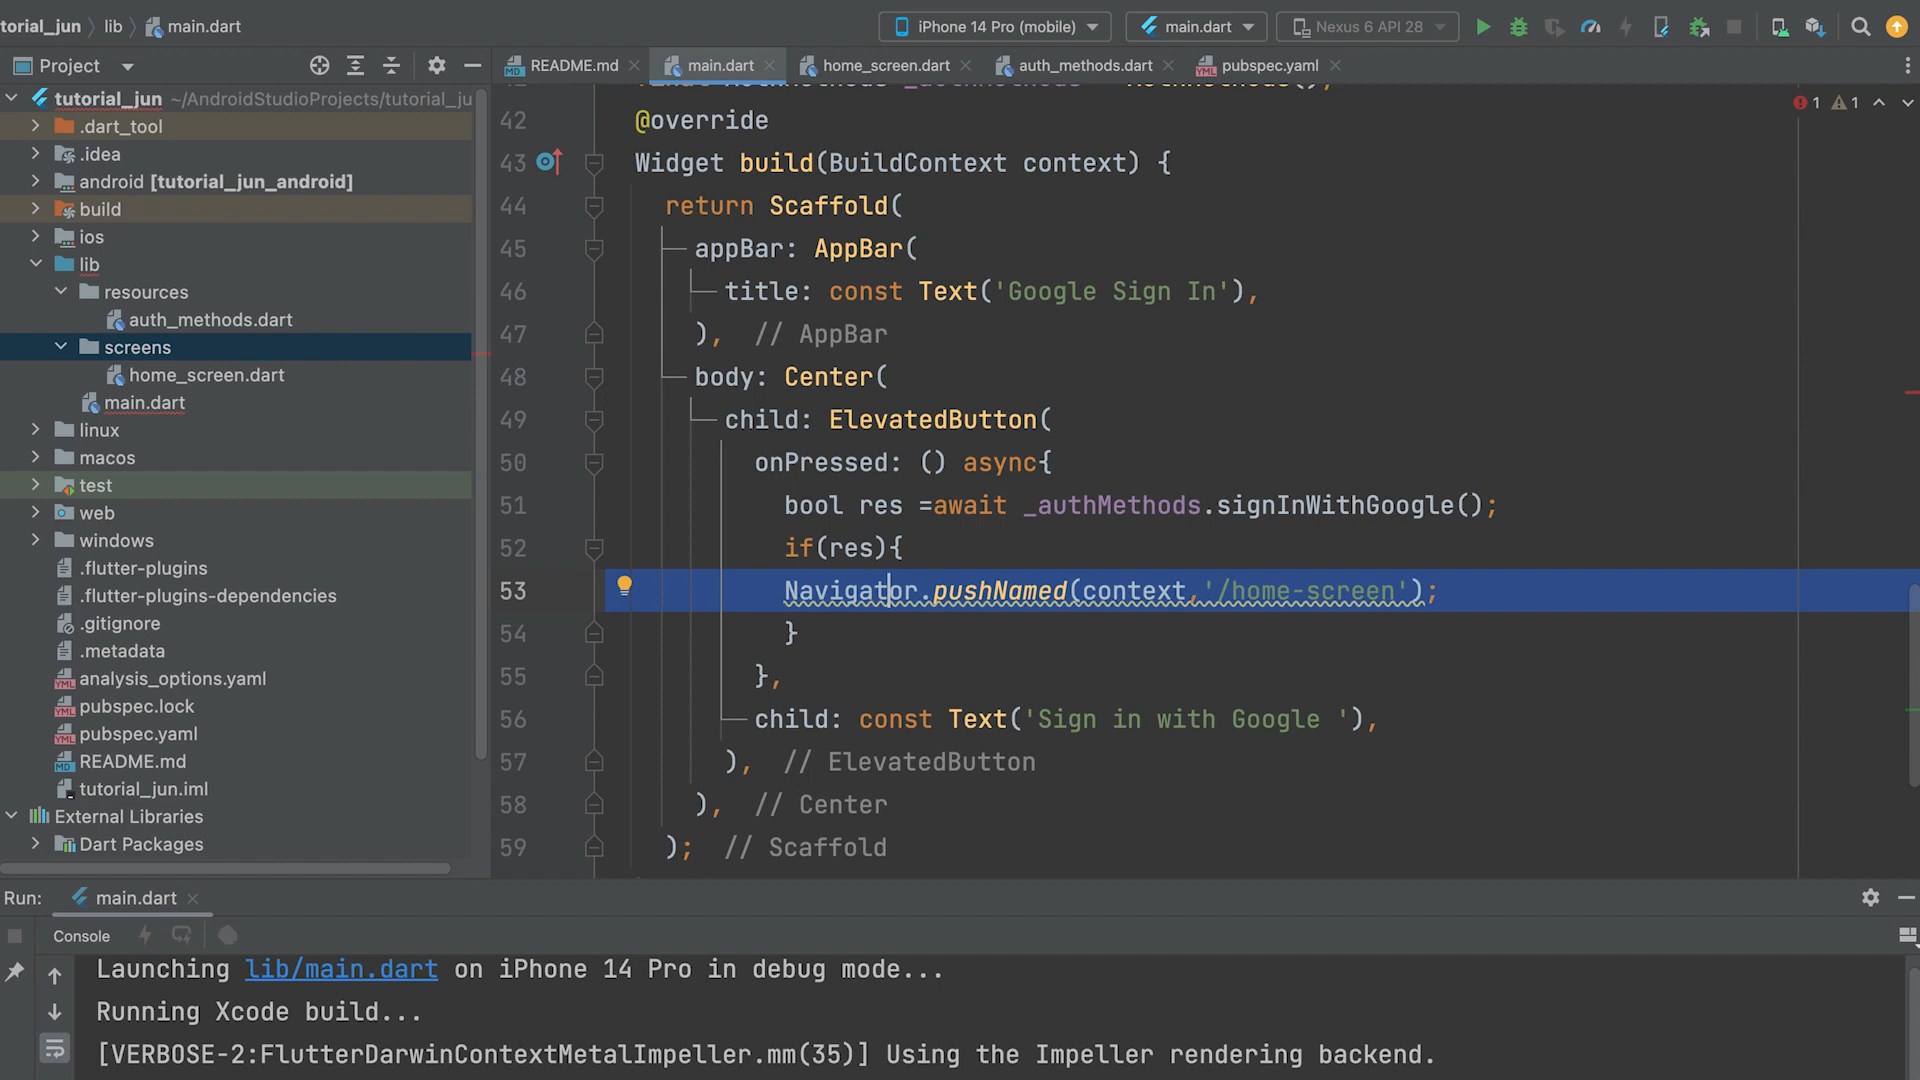 torial_jun lib main.dart
iPhone 14 Pro (mobile) main.dart Nexus 6 API 28
Project
README.md main.dart home_screen.dart auth_methods.dart pubspec.yaml
tutorial_jun ~/AndroidStudioProjects/tutorial_ju
.dart_tool
.idea
android [tutorial_jun_android]
build
ios
lib
resources
auth_methods.dart
screens
home_screen.dart
main.dart
linux
macos
test
web
windows
.flutter-plugins
.flutter-plugins-dependencies
.gitignore
.metadata
analysis_options.yaml
pubspec.lock
pubspec.yaml
README.md
tutorial_jun.iml
External Libraries
Dart Packages
1 1
42 @override
43 Widget build(BuildContext context) {
44 return Scaffold(
45 appBar: AppBar(
46 title: const Text('Google Sign In'),
47 ), // AppBar
48 body: Center(
49 child: ElevatedButton(
50 onPressed: () async{
51 bool res =await _authMethods.signInWithGoogle();
52 if(res){
53 Navigator.pushNamed(context,'/home-screen');
54 }
55 },
56 child: const Text('Sign in with Google '),
57 ), // ElevatedButton
58 ), // Center
59 ); // Scaffold
Run: main.dart
Console
Launching lib/main.dart on iPhone 14 Pro in debug mode...
Running Xcode build...
[VERBOSE-2:FlutterDarwinContextMetalImpeller.mm(35)] Using the Impeller rendering backend.